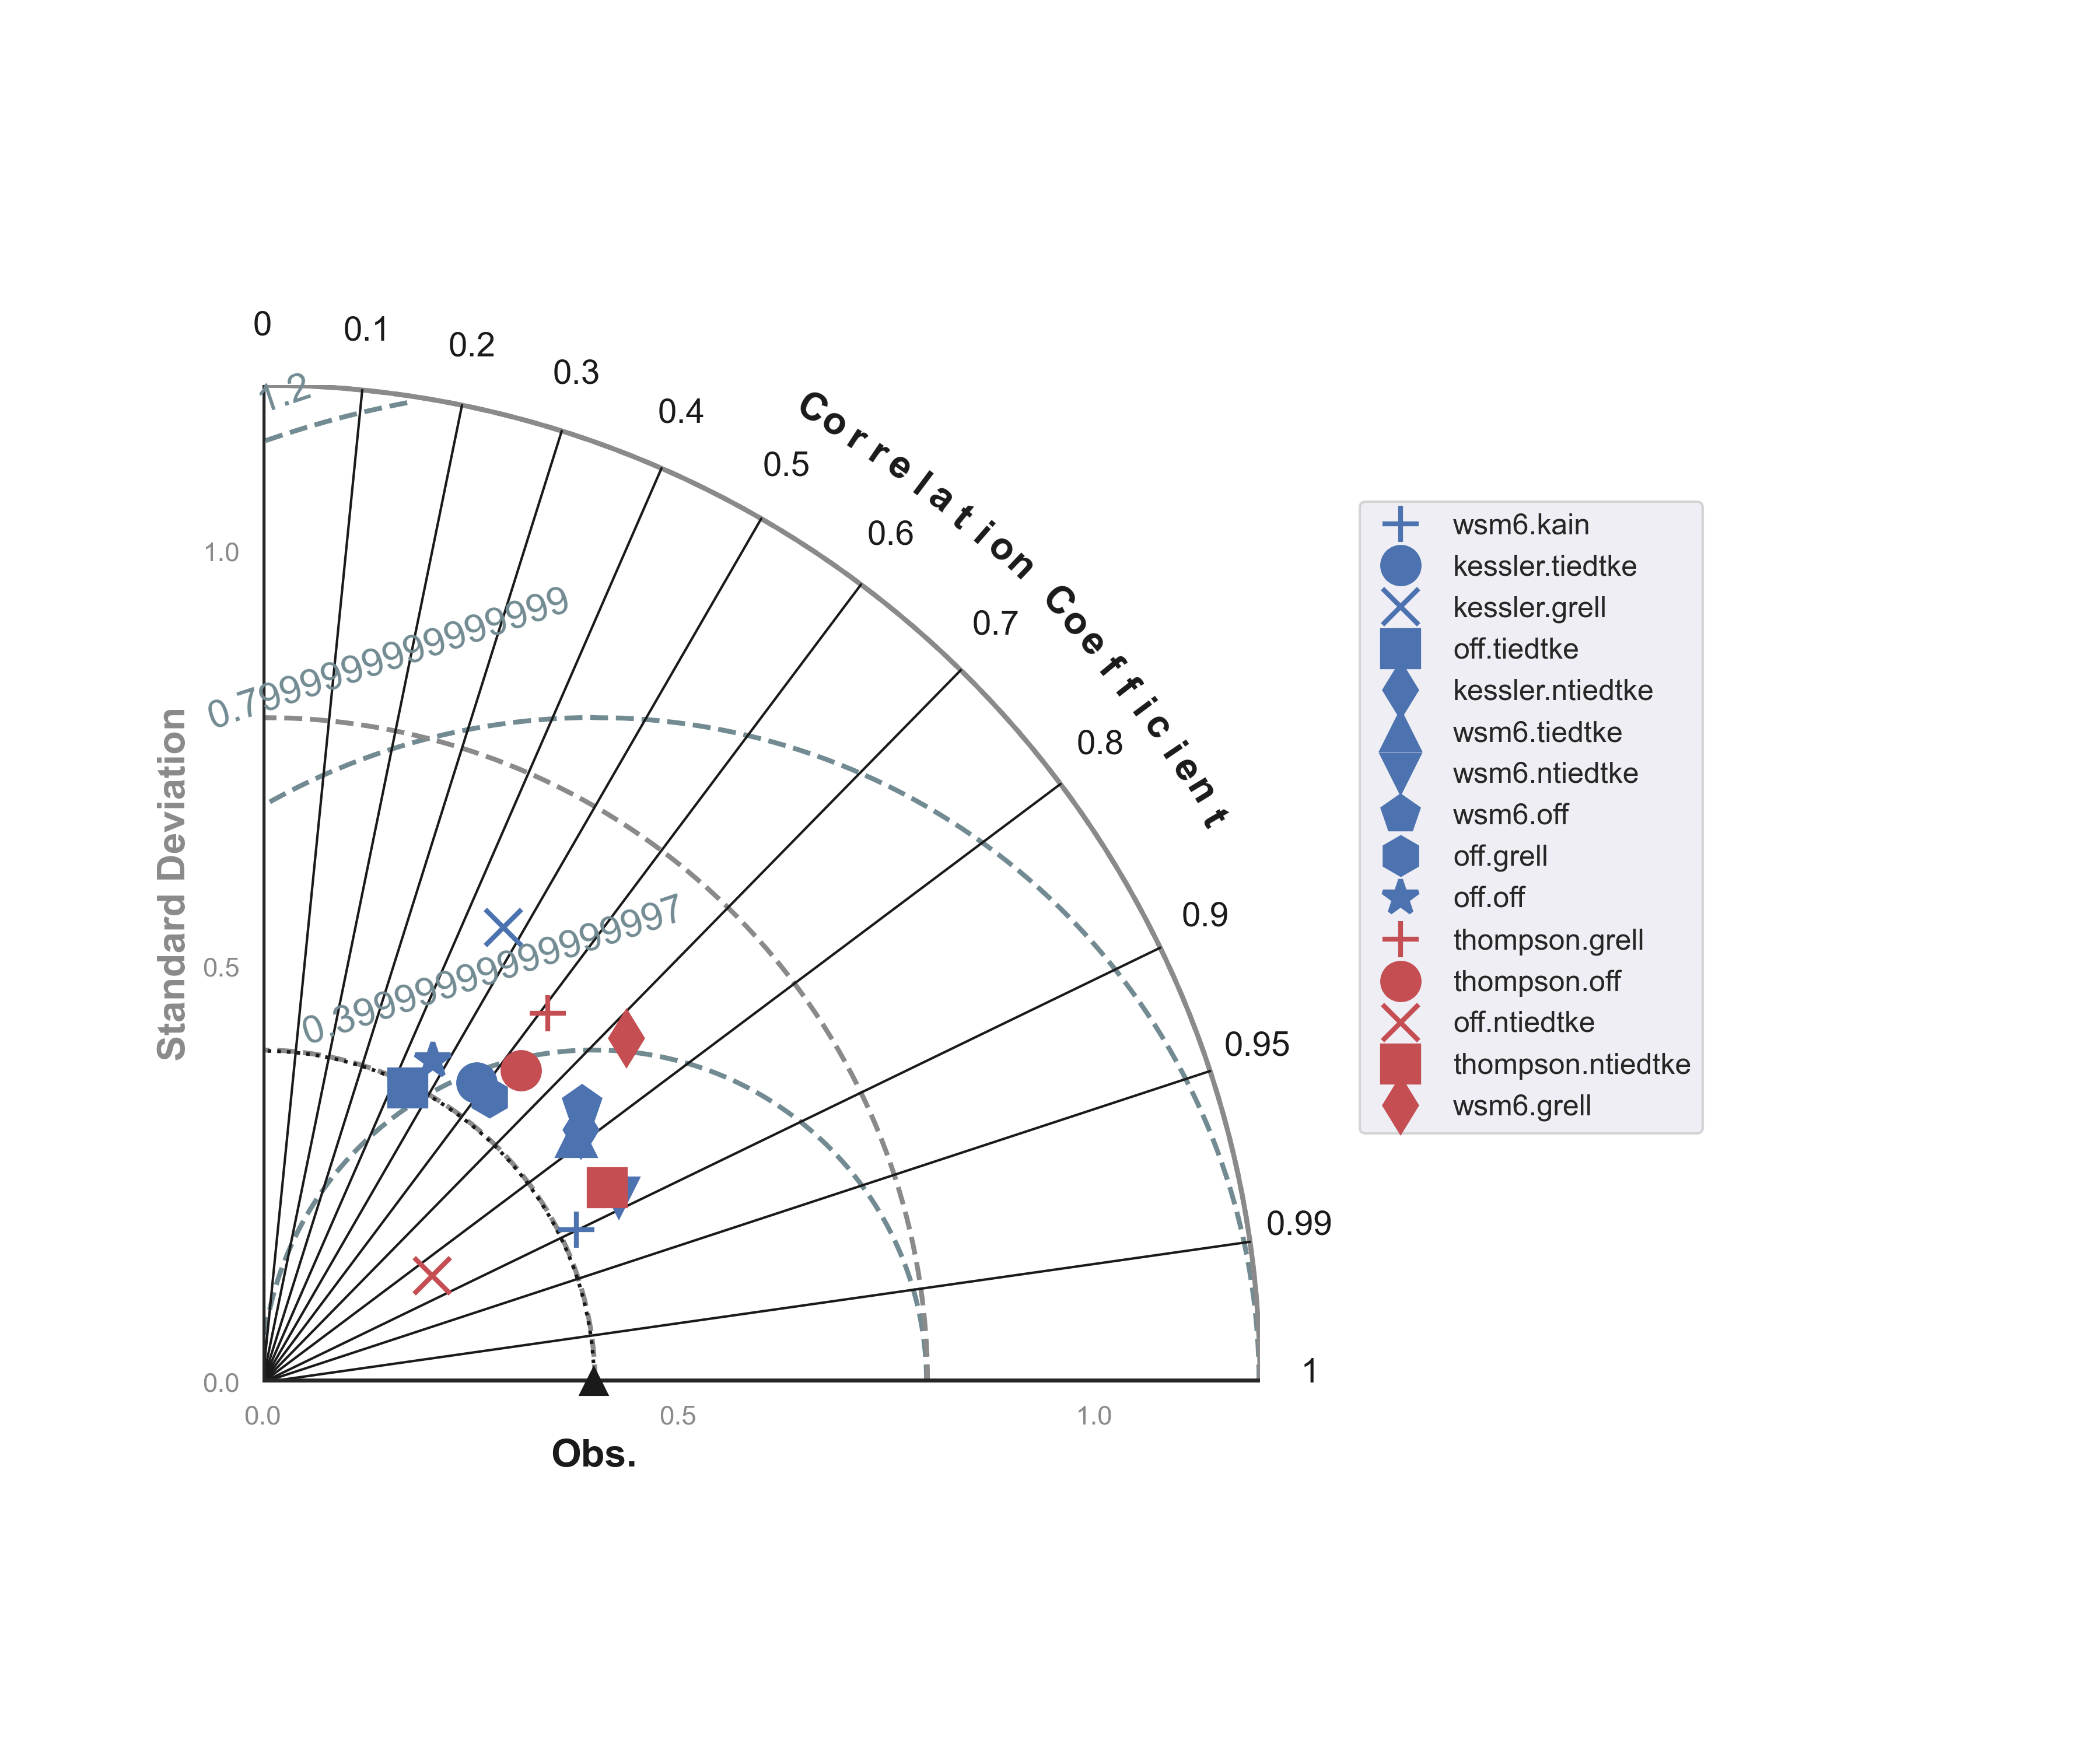 0
0.1
0.2
0.3
0.4
0.5
0.6
0.7
0.8
0.9
0.95
0.99
1
Correlation Coefficient
1.2
0.7999999999999999
0.39999999999999997
Standard Deviation
1.0
0.5
0.0
0.0
0.5
1.0
Obs.
wsm6.kain
kessler.tiedtke
kessler.grell
off.tiedtke
kessler.ntiedtke
wsm6.tiedtke
wsm6.ntiedtke
wsm6.off
off.grell
off.off
thompson.grell
thompson.off
off.ntiedtke
thompson.ntiedtke
wsm6.grell